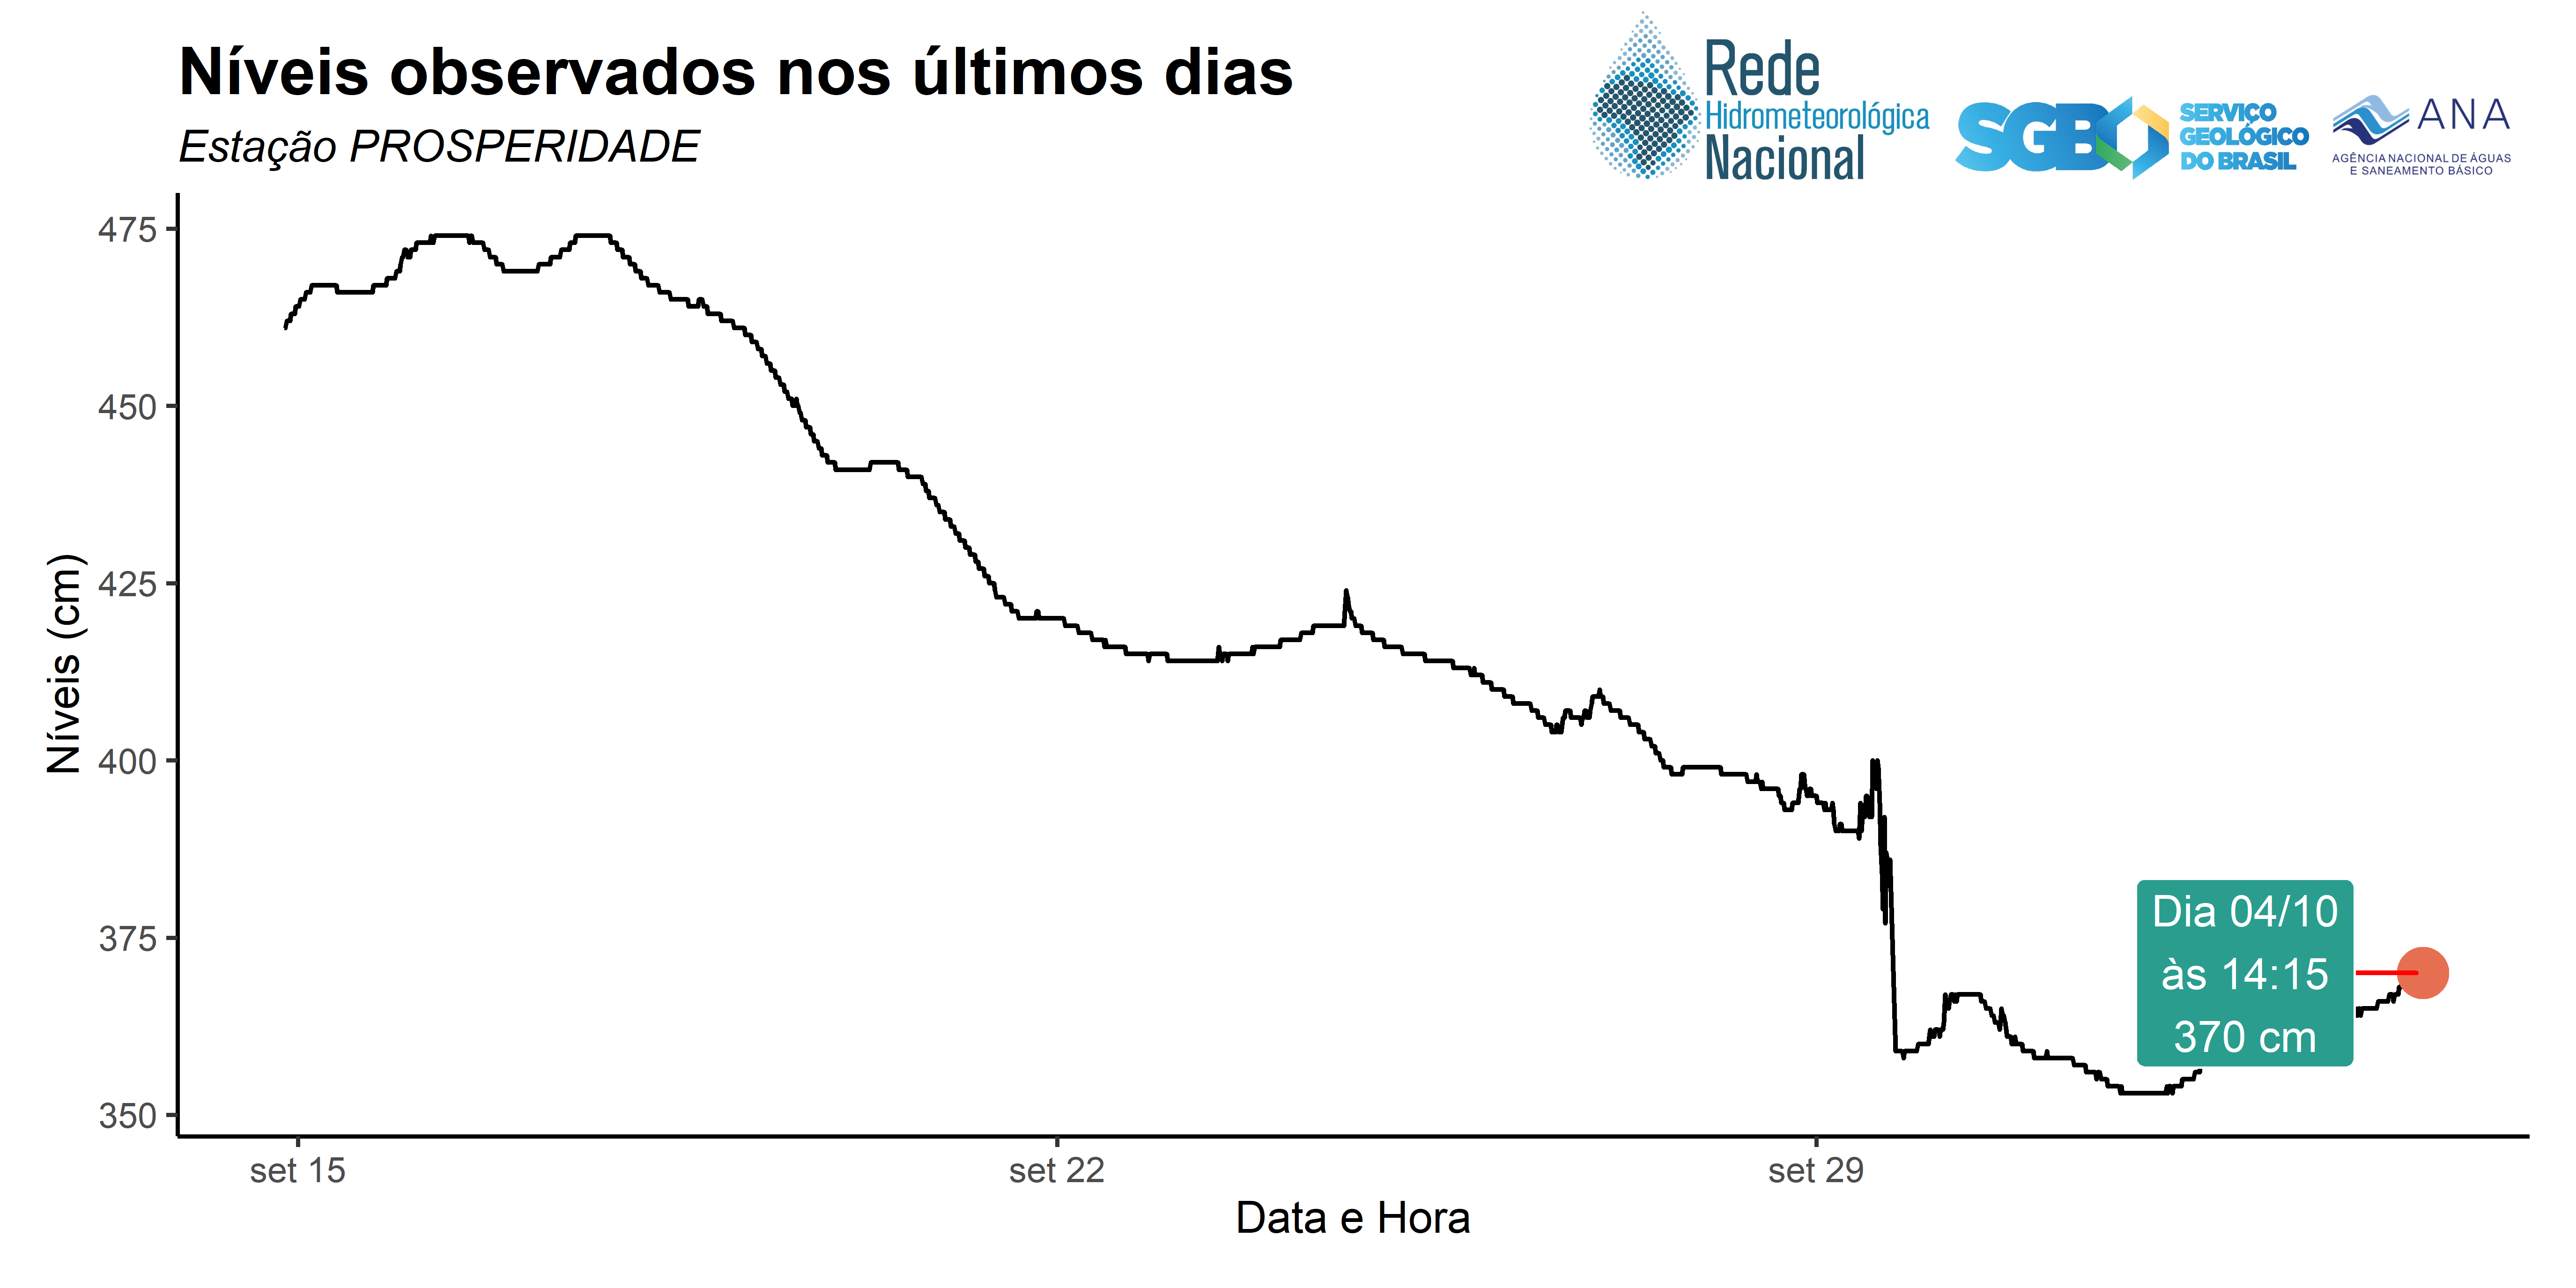 Níveis observados nos últimos dias
Estação PROSPERIDADE
Rede
Hidrometeorológica
Nacional
SGB
SERVIÇO
GEOLÓGICO
DO BRASIL
ANA
AGÊNCIA NACIONAL DE ÁGUAS
E SANEAMENTO BÁSICO
Níveis (cm)
475
450
425
400
375
350
Dia 04/10
às 14:15
370 cm
set 15
set 22
set 29
Data e Hora